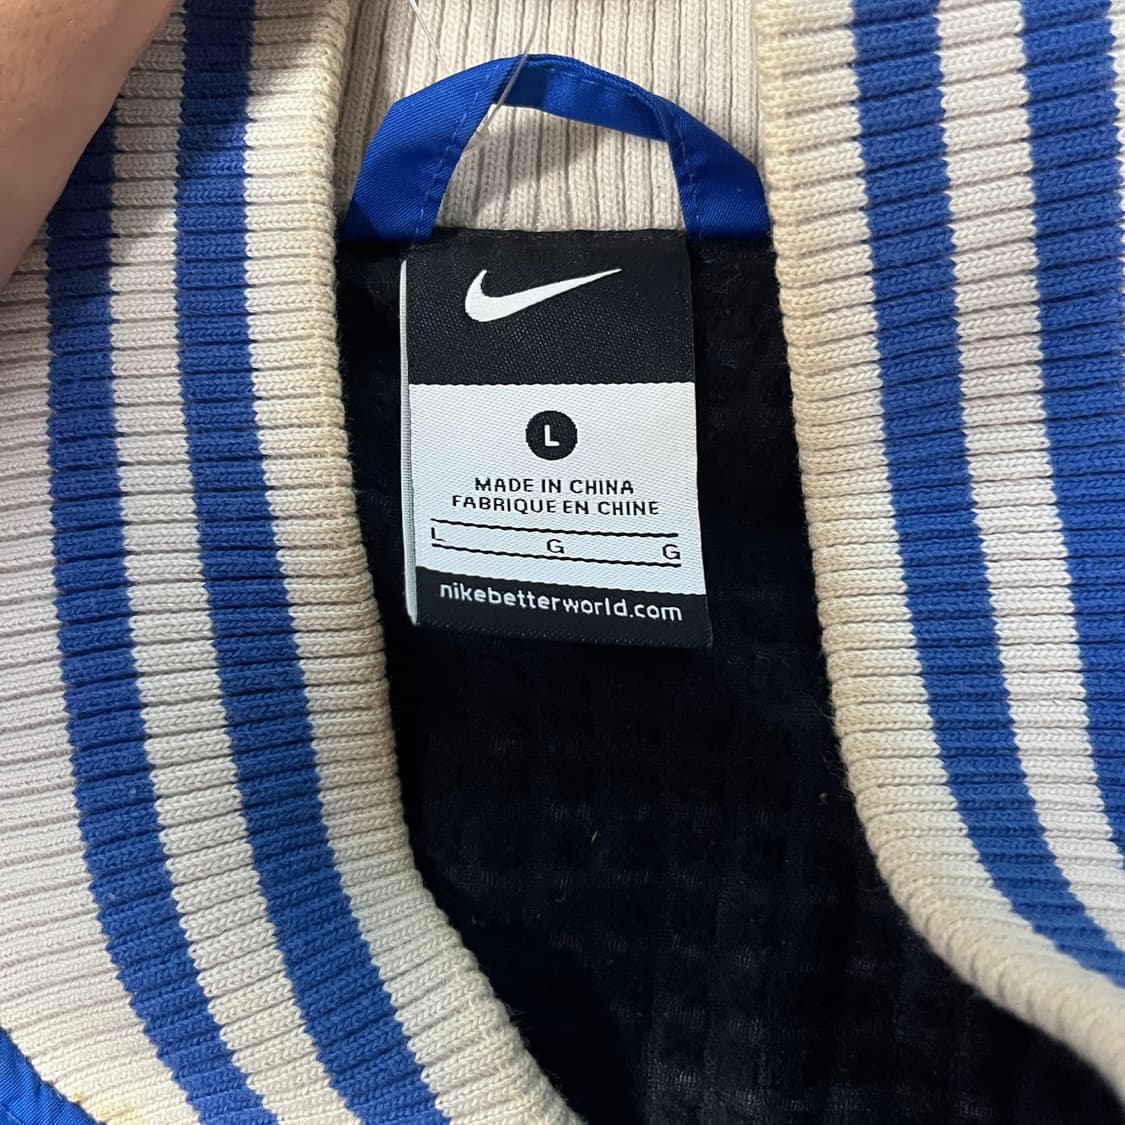 L
MADE IN CHINA
FABRIQUE EN CHINE
L G G
nikebetterworld.com